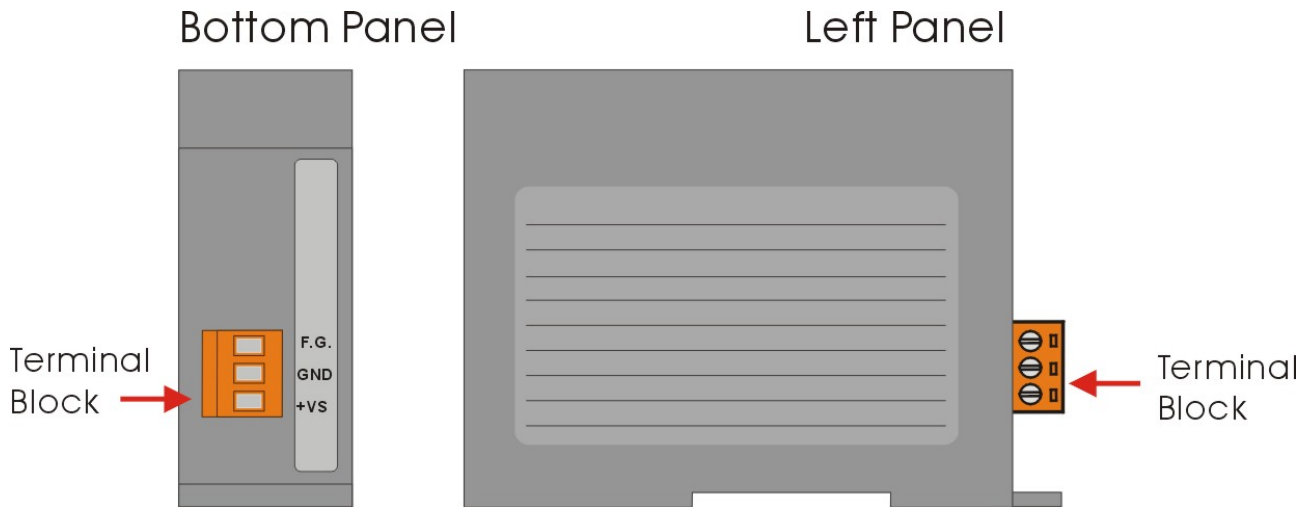 Bottom Panel
Left Panel
F.G.
GND
+VS
Terminal
Block
Terminal
Block